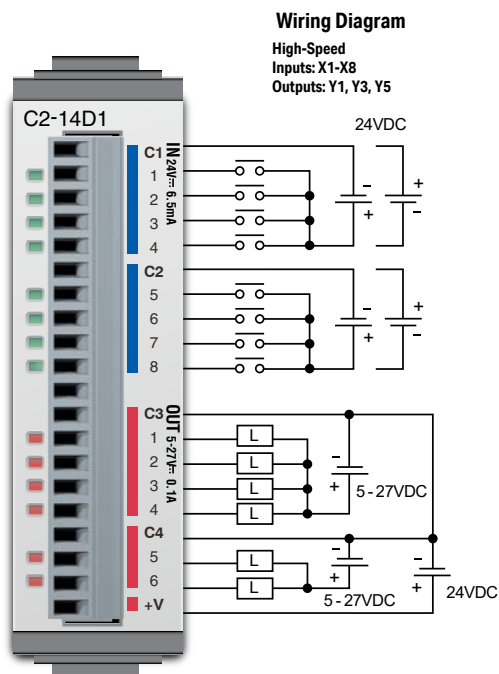 Wiring Diagram
High-Speed
Inputs: X1-X8
Outputs: Y1, Y3, Y5
C2-14D1
24VDC
C1
IN 24V⎓ 6.5mA
1
2
3
4
-
+
+
-
C2
5
6
7
8
-
+
+
-
C3
OUT 5-27V⎓ 0.1A
1
L
2
L
3
L
4
L
-
+
5-27VDC
C4
5
L
6
L
-
+
5-27VDC
-
+
24VDC
+V